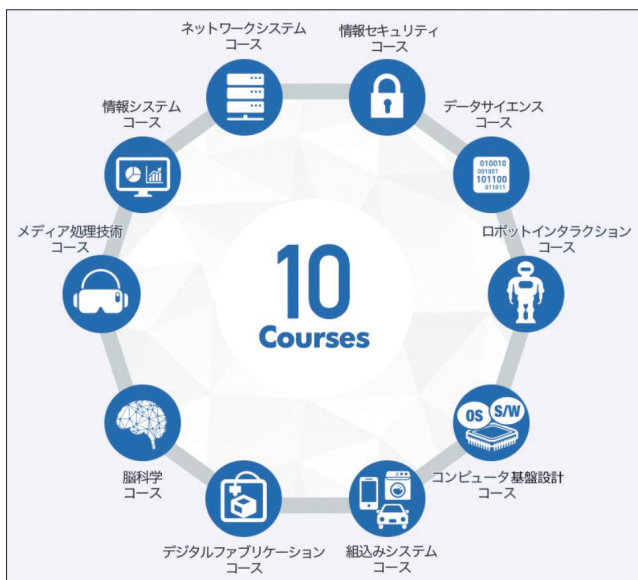 ネットワークシステム
コース
情報セキュリティ
コース
情報システム
コース
データサイエンス
コース
010010
001001
101100
011011
メディア処理技術
コース
ロボットインタラクション
コース
10
Courses
OS
S/W
脳科学
コース
コンピュータ基盤設計
コース
デジタルファブリケーション
コース
組込みシステム
コース